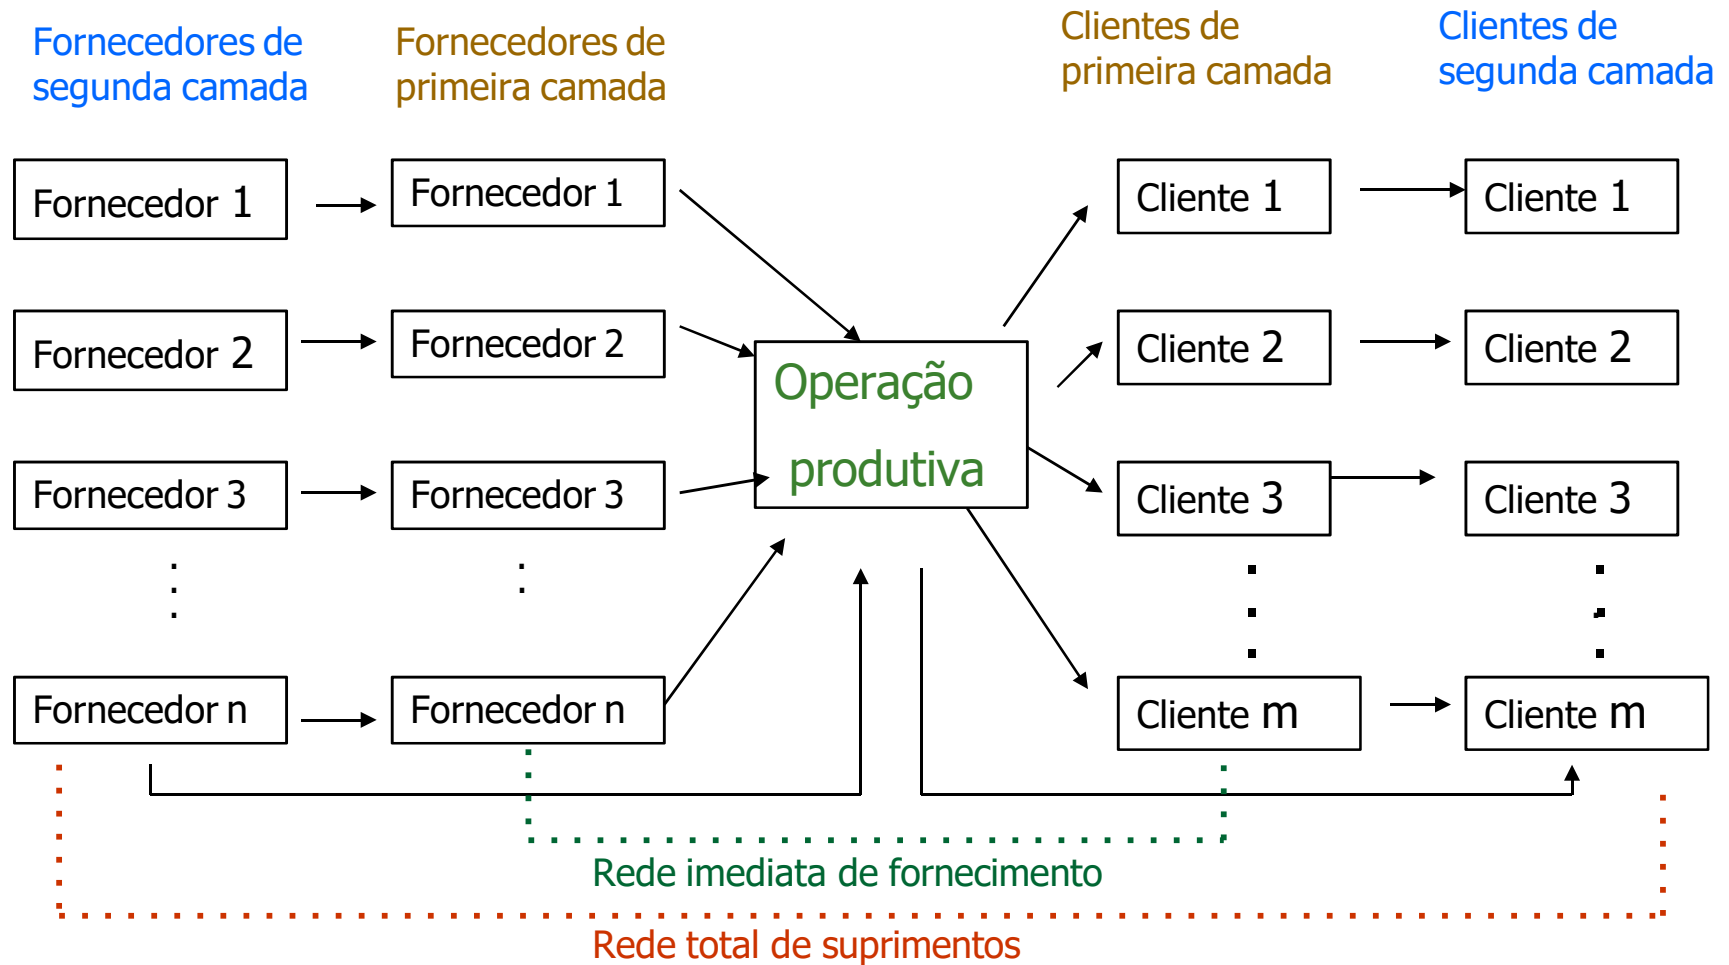 Fornecedores de
segunda camada
Fornecedores de
primeira camada
Clientes de
primeira camada
Clientes de
segunda camada
Fornecedor 1
Fornecedor 1
Cliente 1
Cliente 1
Fornecedor 2
Fornecedor 2
Cliente 2
Cliente 2
Operação
produtiva
Fornecedor 3
Fornecedor 3
Cliente 3
Cliente 3
Fornecedor n
Fornecedor n
Cliente m
Cliente m
Rede imediata de fornecimento
Rede total de suprimentos